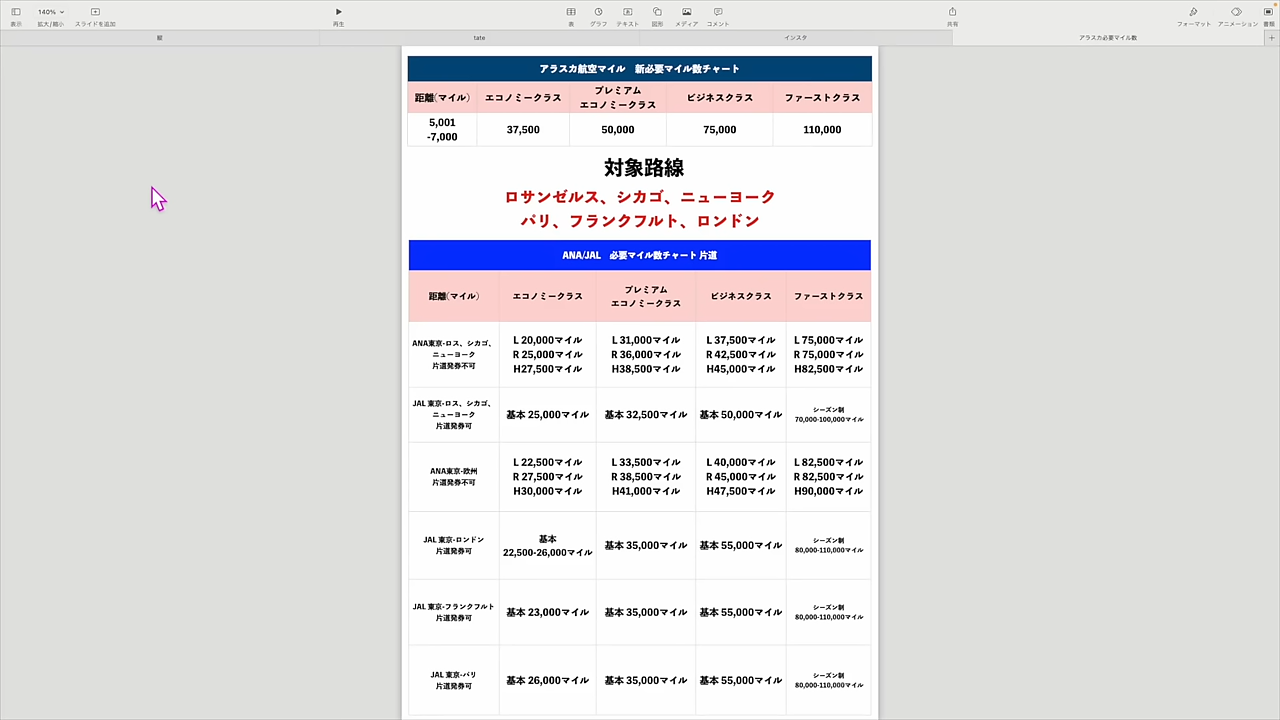 140%
表示
拡大/縮小
スライドを追加
再生
表
グラフ
テキスト
図形
メディア
コメント
共有
フォーマット
アニメーション
書類
縦
tate
インスタ
アラスカ必要マイル数
アラスカ航空マイル 新必要マイル数チャート
距離(マイル)
エコノミークラス
プレミアム
エコノミークラス
ビジネスクラス
ファーストクラス
5,001
-7,000
37,500
50,000
75,000
110,000
対象路線
ロサンゼルス、シカゴ、ニューヨーク
パリ、フランクフルト、ロンドン
ANA/JAL 必要マイル数チャート 片道
距離(マイル)
エコノミークラス
プレミアム
エコノミークラス
ビジネスクラス
ファーストクラス
ANA東京-ロス、シカゴ、
ニューヨーク
片道発券不可
L 20,000マイル
R 25,000マイル
H27,500マイル
L 31,000マイル
R 36,000マイル
H38,500マイル
L 37,500マイル
R 42,500マイル
H45,000マイル
L 75,000マイル
R 75,000マイル
H82,500マイル
JAL 東京-ロス、シカゴ、
ニューヨーク
片道発券可
基本 25,000マイル
基本 32,500マイル
基本 50,000マイル
シーズン制
70,000-100,000マイル
ANA東京-欧州
片道発券不可
L 22,500マイル
R 27,500マイル
H30,000マイル
L 33,500マイル
R 38,500マイル
H41,000マイル
L 40,000マイル
R 45,000マイル
H47,500マイル
L 82,500マイル
R 82,500マイル
H90,000マイル
JAL 東京-ロンドン
片道発券可
基本
22,500-26,000マイル
基本 35,000マイル
基本 55,000マイル
シーズン制
80,000-110,000マイル
JAL 東京-フランクフルト
片道発券可
基本 23,000マイル
基本 35,000マイル
基本 55,000マイル
シーズン制
80,000-110,000マイル
JAL 東京-パリ
片道発券可
基本 26,000マイル
基本 35,000マイル
基本 55,000マイル
シーズン制
80,000-110,000マイル